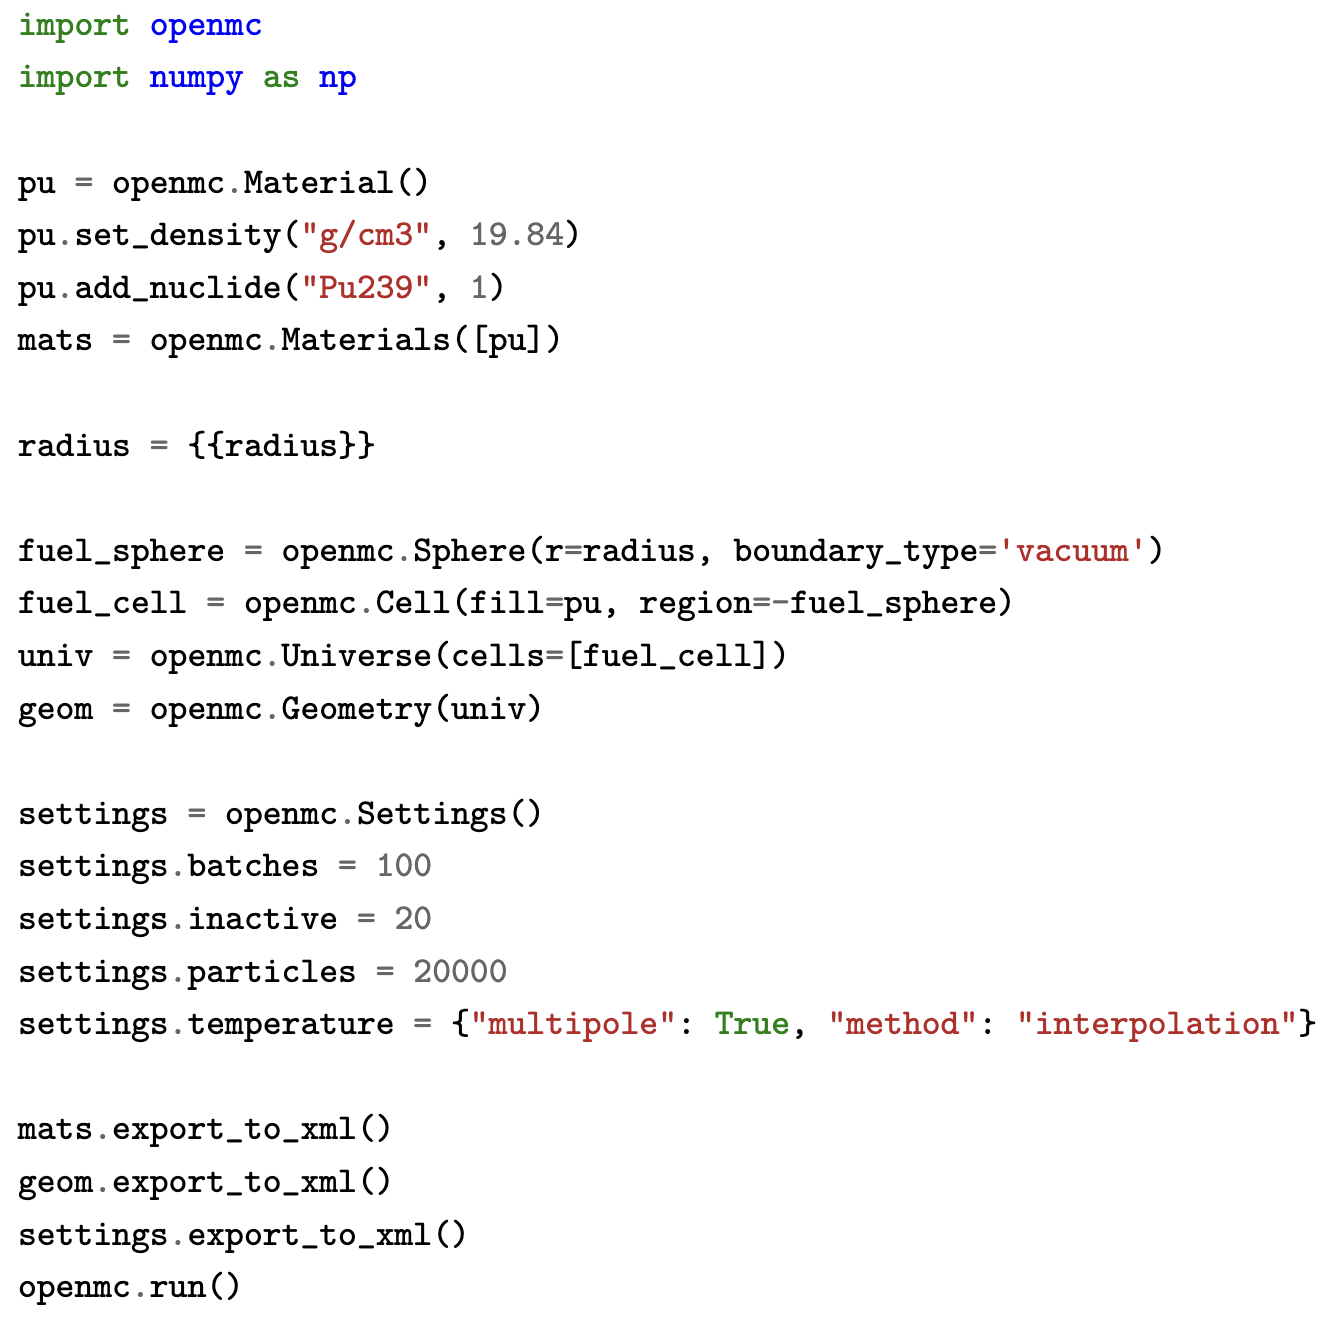 import openmc
import numpy as np
pu = openmc.Material()
pu.set_density("g/cm3", 19.84)
pu.add_nuclide("Pu239", 1)
mats = openmc.Materials([pu])
radius = {{radius}}
fuel_sphere = openmc.Sphere(r=radius, boundary_type='vacuum')
fuel_cell = openmc.Cell(fill=pu, region=-fuel_sphere)
univ = openmc.Universe(cells=[fuel_cell])
geom = openmc.Geometry(univ)
settings = openmc.Settings()
settings.batches = 100
settings.inactive = 20
settings.particles = 20000
settings.temperature = {"multipole": True, "method": "interpolation"}
mats.export_to_xml()
geom.export_to_xml()
settings.export_to_xml()
openmc.run()